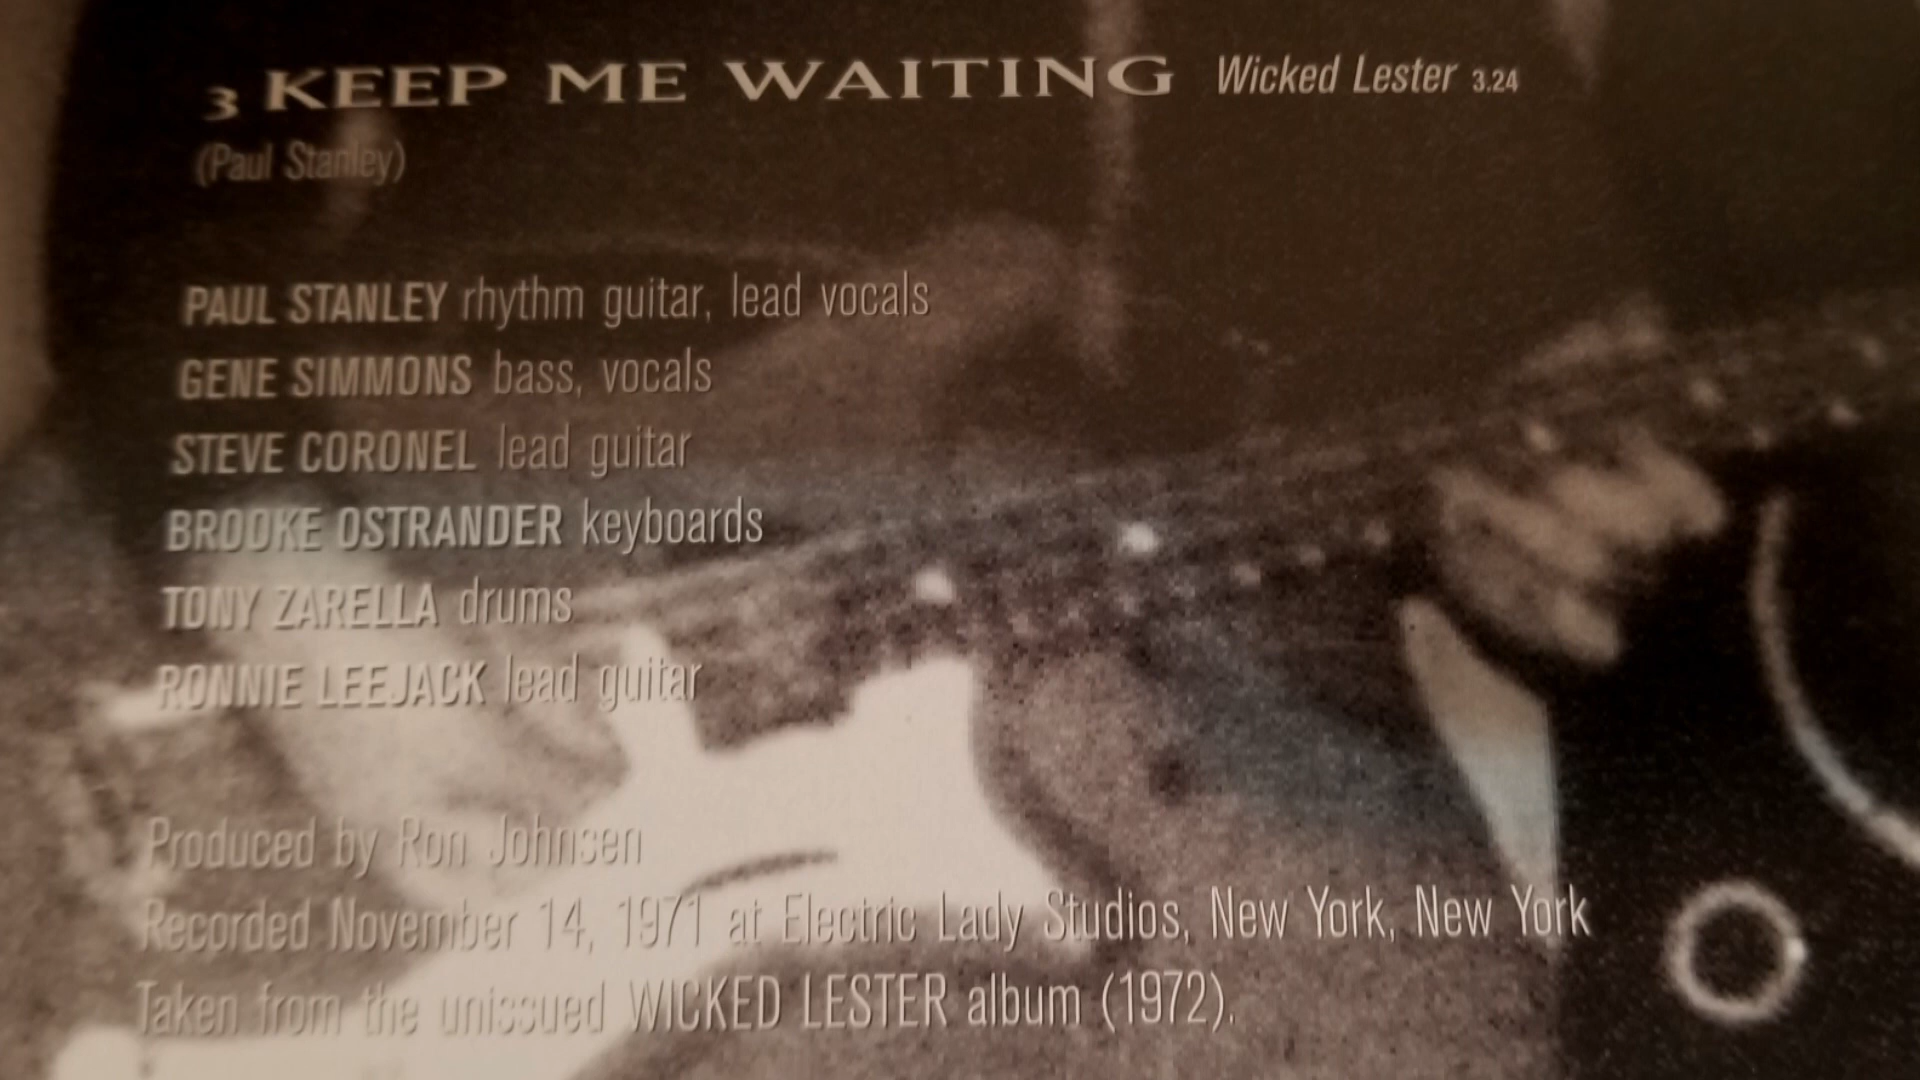 3 KEEP ME WAITING Wicked Lester 3.24
(Paul Stanley)
PAUL STANLEY rhythm guitar, lead vocals
GENE SIMMONS bass, vocals
STEVE CORONEL lead guitar
BROOKE OSTRANDER keyboards
TONY ZARELLA drums
RONNIE LEEJACK lead guitar
Produced by Ron Johnsen
Recorded November 14, 1971 at Electric Lady Studios, New York, New York
Taken from the unissued WICKED LESTER album (1972).